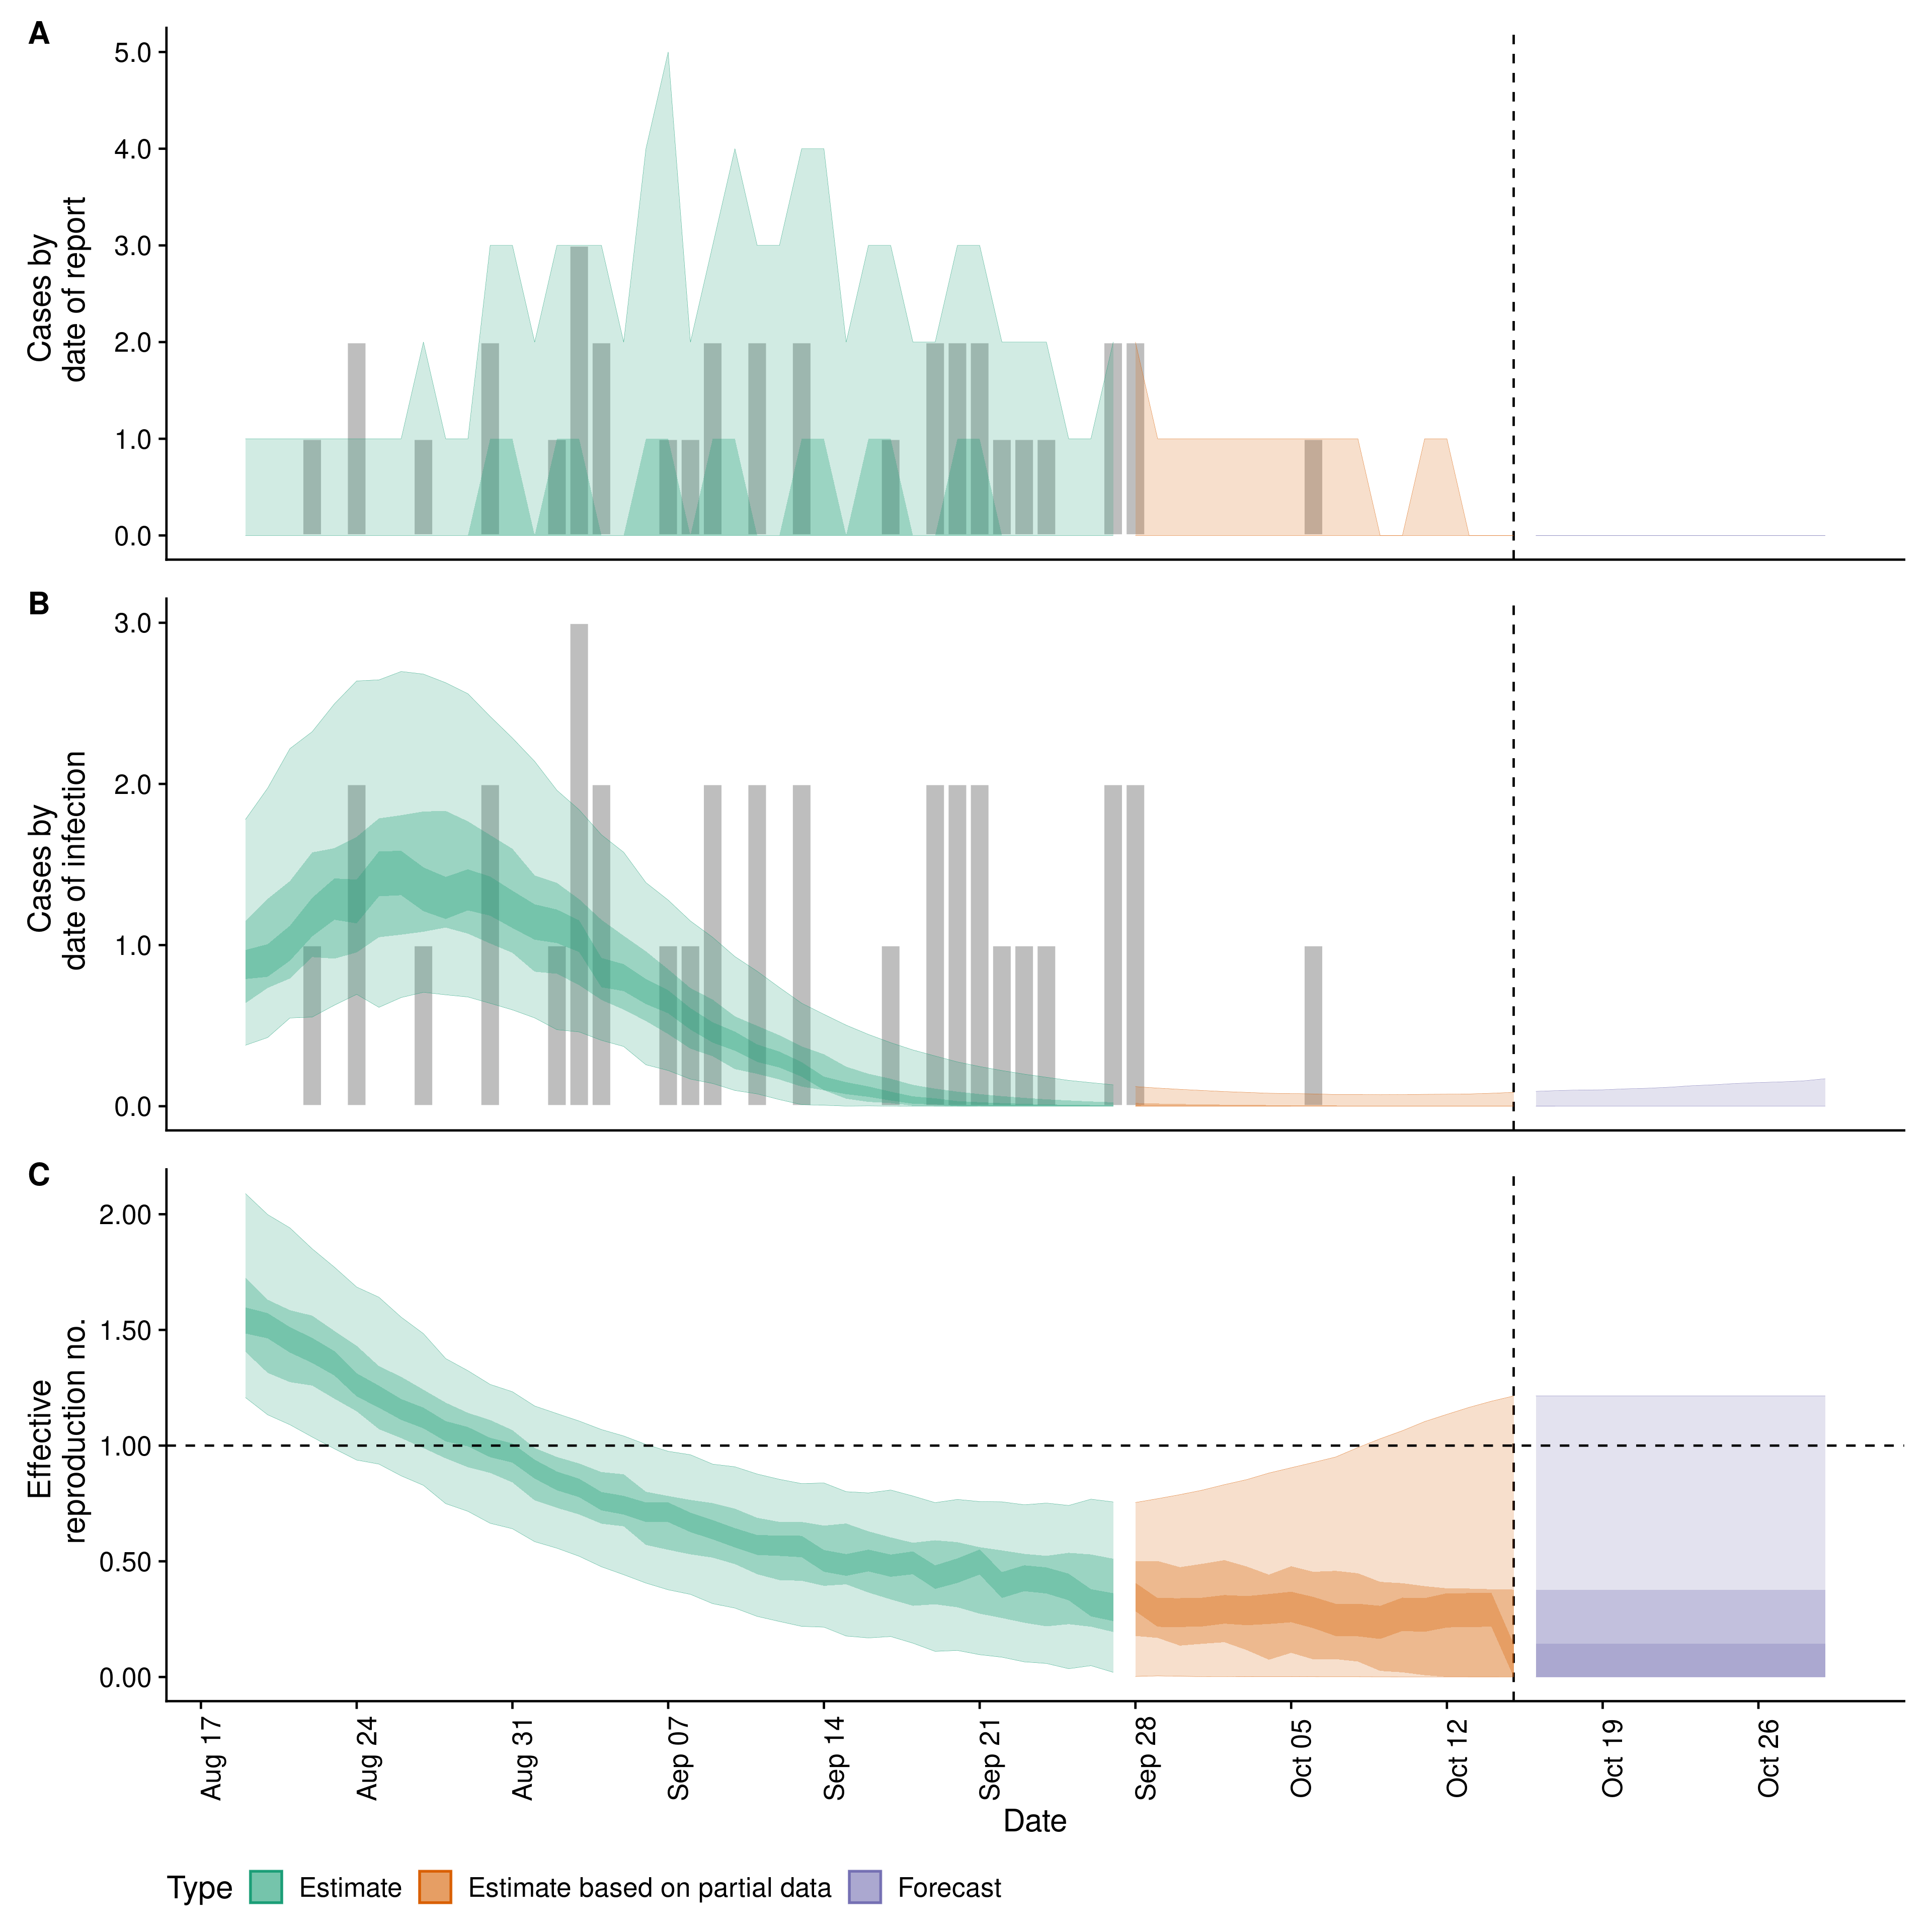 A
5.0
4.0
3.0
2.0
1.0
0.0
Cases by
date of report
B
3.0
2.0
1.0
0.0
Cases by
date of infection
C
2.00
1.50
1.00
0.50
0.00
Effective
reproduction no.
Aug 17
Aug 24
Aug 31
Sep 07
Sep 14
Sep 21
Sep 28
Oct 05
Oct 12
Oct 19
Oct 26
Date
Type Estimate Estimate based on partial data Forecast